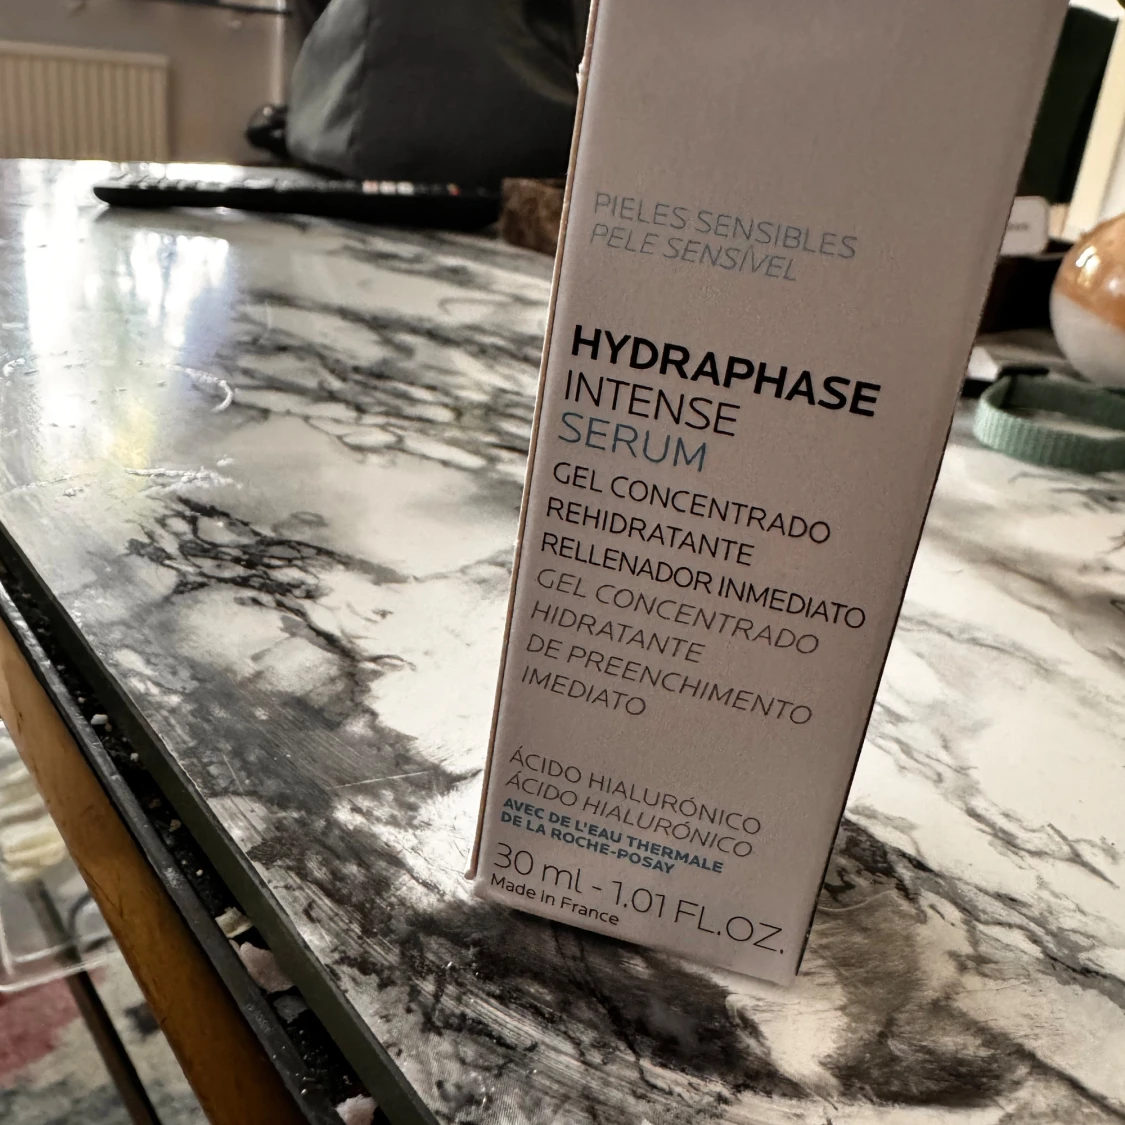 PIELES SENSIBLES
PELE SENSÍVEL
HYDRAPHASE
INTENSE
SERUM
GEL CONCENTRADO
REHIDRATANTE
RELLENADOR INMEDIATO
GEL CONCENTRADO
HIDRATANTE
DE PREENCHIMENTO
IMEDIATO
ÁCIDO HIALURÓNICO
ÁCIDO HIALURÓNICO
AVEC DE L'EAU THERMALE
DE LA ROCHE-POSAY
30 ml - 1.01 FL.OZ.
Made in France